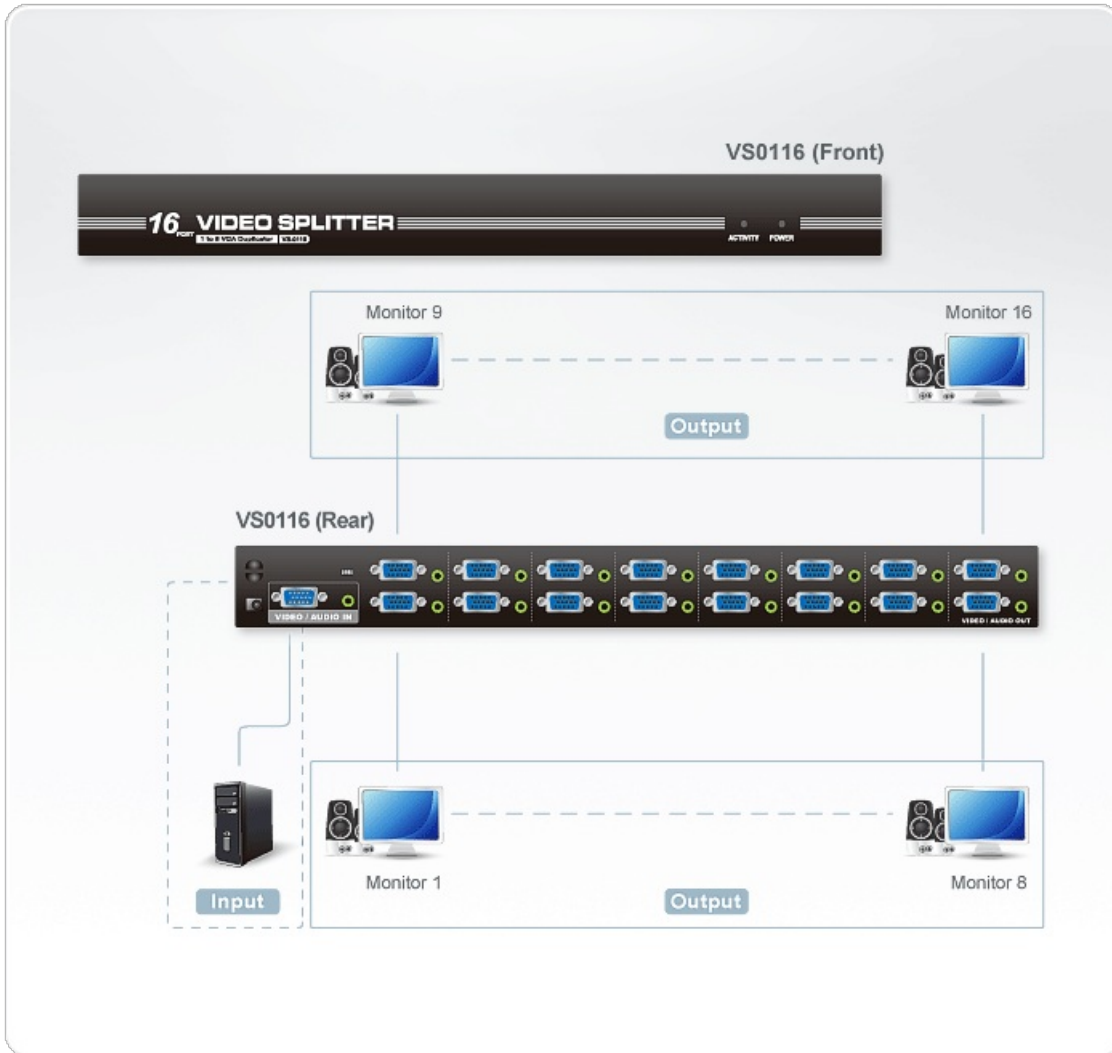 VS0116 (Front)
16 PORT VIDEO SPLITTER
VS0116
ACTIVITY POWER
Monitor 9
Monitor 16
Output
VS0116 (Rear)
VIDEO / AUDIO IN
VIDEO / AUDIO OUT
Monitor 1
Monitor 8
Input
Output